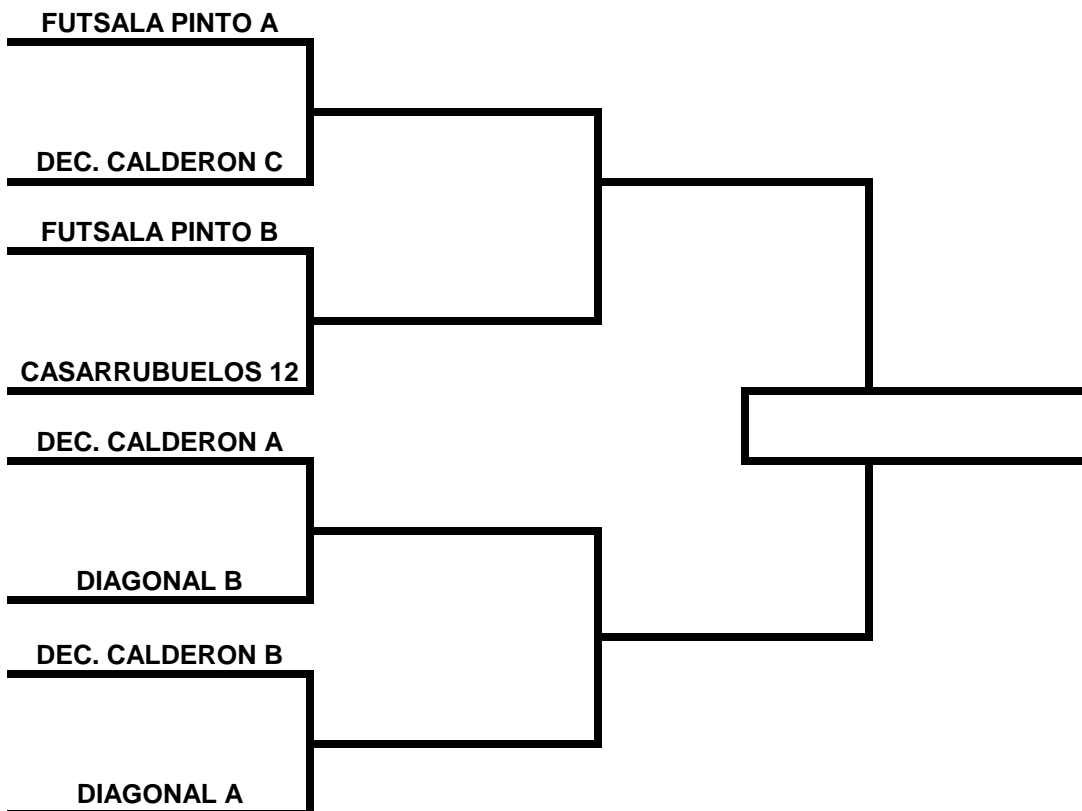 FUTSALA PINTO A
DEC. CALDERON C
FUTSALA PINTO B
CASARRUBUELOS 12
DEC. CALDERON A
DIAGONAL B
DEC. CALDERON B
DIAGONAL A